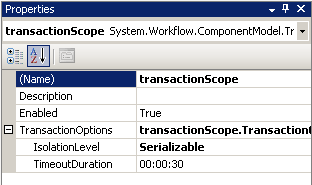 Properties
transactionScope System.Workflow.ComponentModel.Tr
(Name) transactionScope
Description
Enabled True
TransactionOptions transactionScope.Transaction
IsolationLevel Serializable
TimeoutDuration 00:00:30